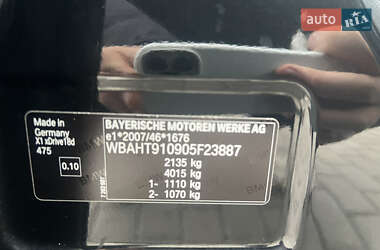 auto RIA
Made in
Germany
X1 xDrive18d
475
0.10
BAYERISCHE MOTOREN WERKE AG
e1*2007/46*1676
WBAHT910905F23887
2135 kg
4015 kg
1- 1110 kg
2- 1070 kg
BMW